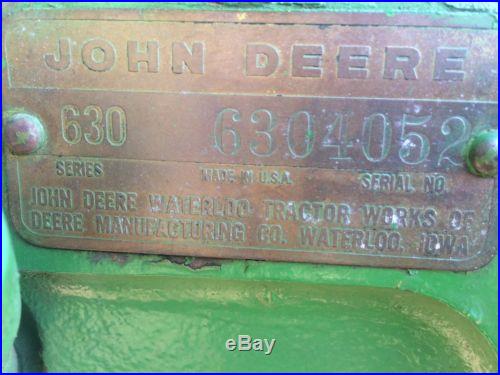 JOHN DEERE
630 6304052
SERIES MADE IN U.S.A. SERIAL NO.
JOHN DEERE WATERLOO TRACTOR WORKS OF
DEERE MANUFACTURING CO. WATERLOO, IOWA
ebay